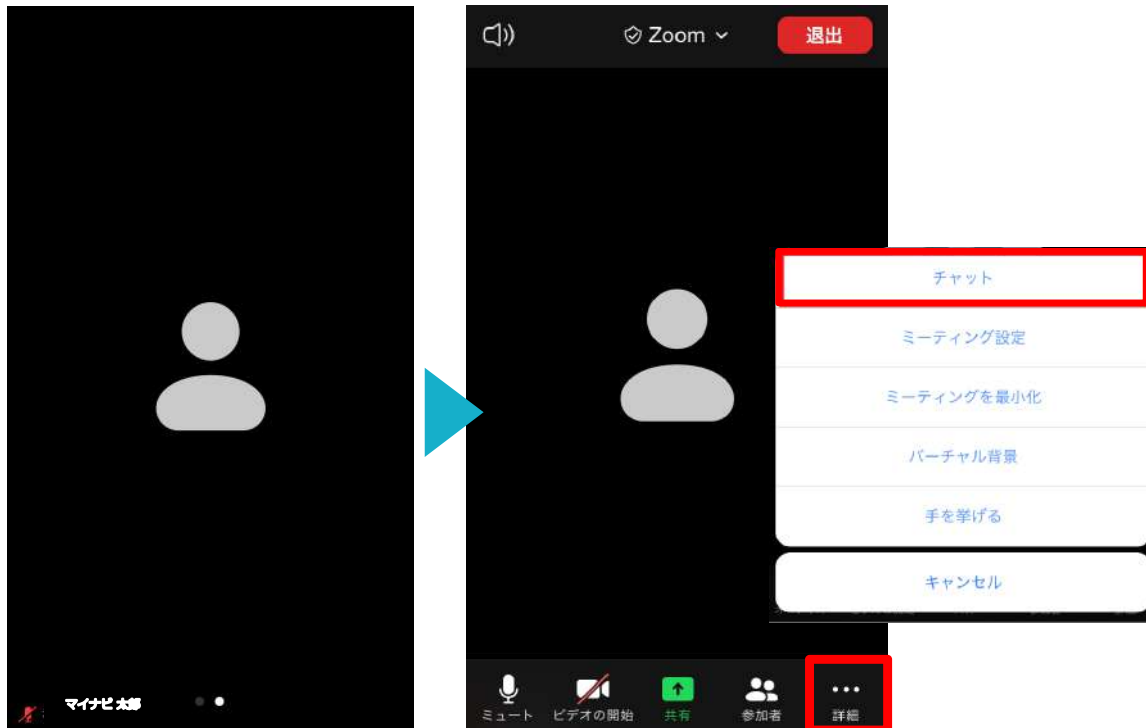 マイナビ 太郎
Zoom
退出
チャット
ミーティング設定
ミーティングを最小化
バーチャル背景
手を挙げる
キャンセル
ミュート
ビデオの開始
共有
参加者
詳細